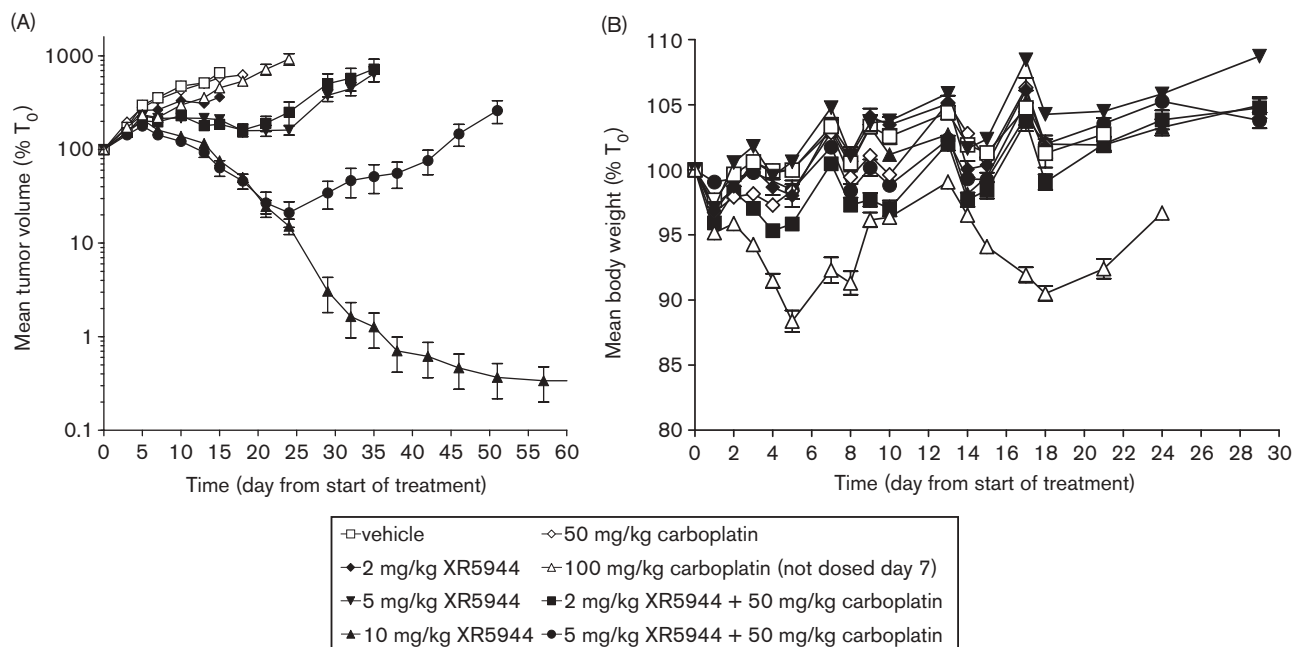 (A)
Mean tumor volume (% T0)
1000
100
10
1
0.1
0 5 10 15 20 25 30 35 40 45 50 55 60
Time (day from start of treatment)
(B)
Mean body weight (% T0)
110
105
100
95
90
85
80
0 2 4 6 8 10 12 14 16 18 20 22 24 26 28 30
Time (day from start of treatment)
vehicle 50 mg/kg carboplatin
2 mg/kg XR5944 100 mg/kg carboplatin (not dosed day 7)
5 mg/kg XR5944 2 mg/kg XR5944 + 50 mg/kg carboplatin
10 mg/kg XR5944 5 mg/kg XR5944 + 50 mg/kg carboplatin